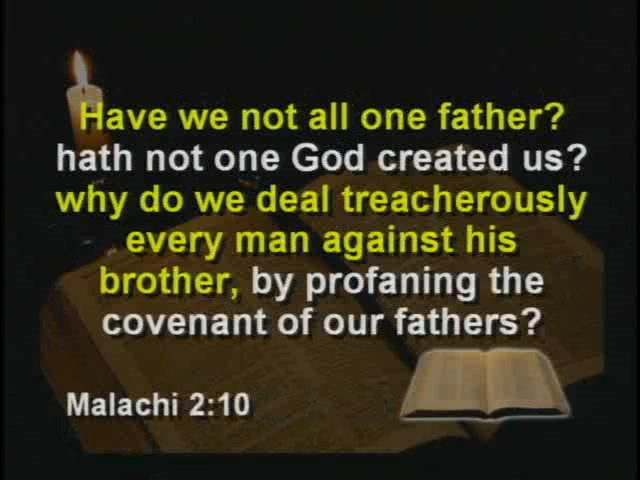 Have we not all one father?
hath not one God created us?
why do we deal treacherously
every man against his
brother, by profaning the
covenant of our fathers?
Malachi 2:10